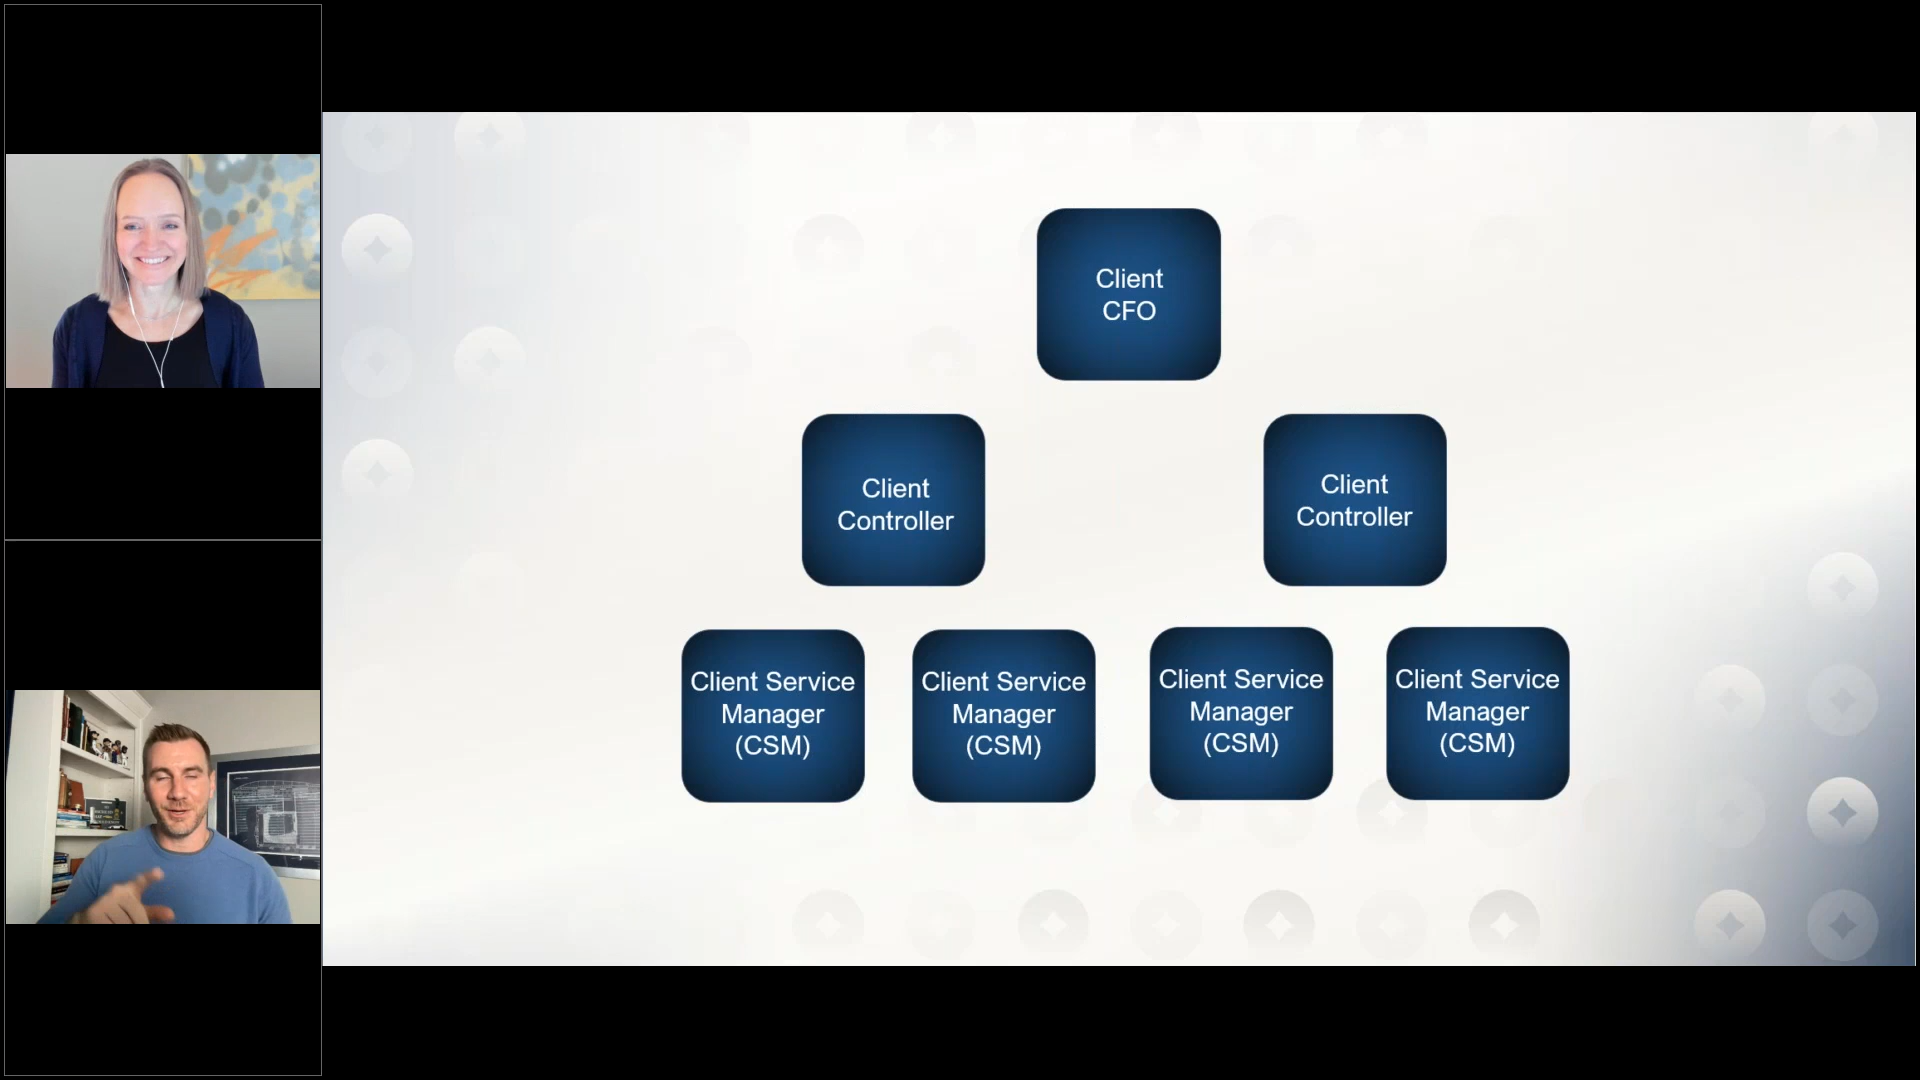 Client
CFO
Client
Controller
Client
Controller
Client Service
Manager
(CSM)
Client Service
Manager
(CSM)
Client Service
Manager
(CSM)
Client Service
Manager
(CSM)